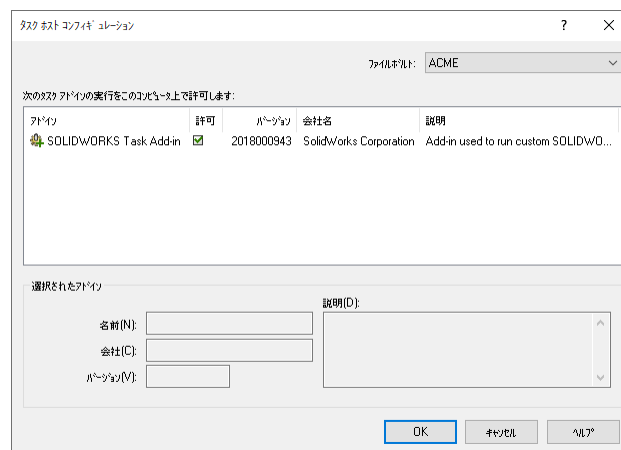 ﾀｽｸ ﾎｽﾄ ｺﾝﾌｨｷﾞｭﾚｰｼｮﾝ
ﾌｧｲﾙﾎﾞﾙﾄ: ACME
次のﾀｽｸ ｱﾄﾞｲﾝの実行をこのｺﾝﾋﾟｭｰﾀ上で許可します:
ｱﾄﾞｲﾝ 許可 ﾊﾞｰｼﾞｮﾝ 会社名 説明
SOLIDWORKS Task Add-in 2018000943 SolidWorks Corporation Add-in used to run custom SOLIDWO...
選択されたｱﾄﾞｲﾝ
名前(N):
説明(D):
会社(C):
ﾊﾞｰｼﾞｮﾝ(V):
OK ｷｬﾝｾﾙ ﾍﾙﾌﾟ